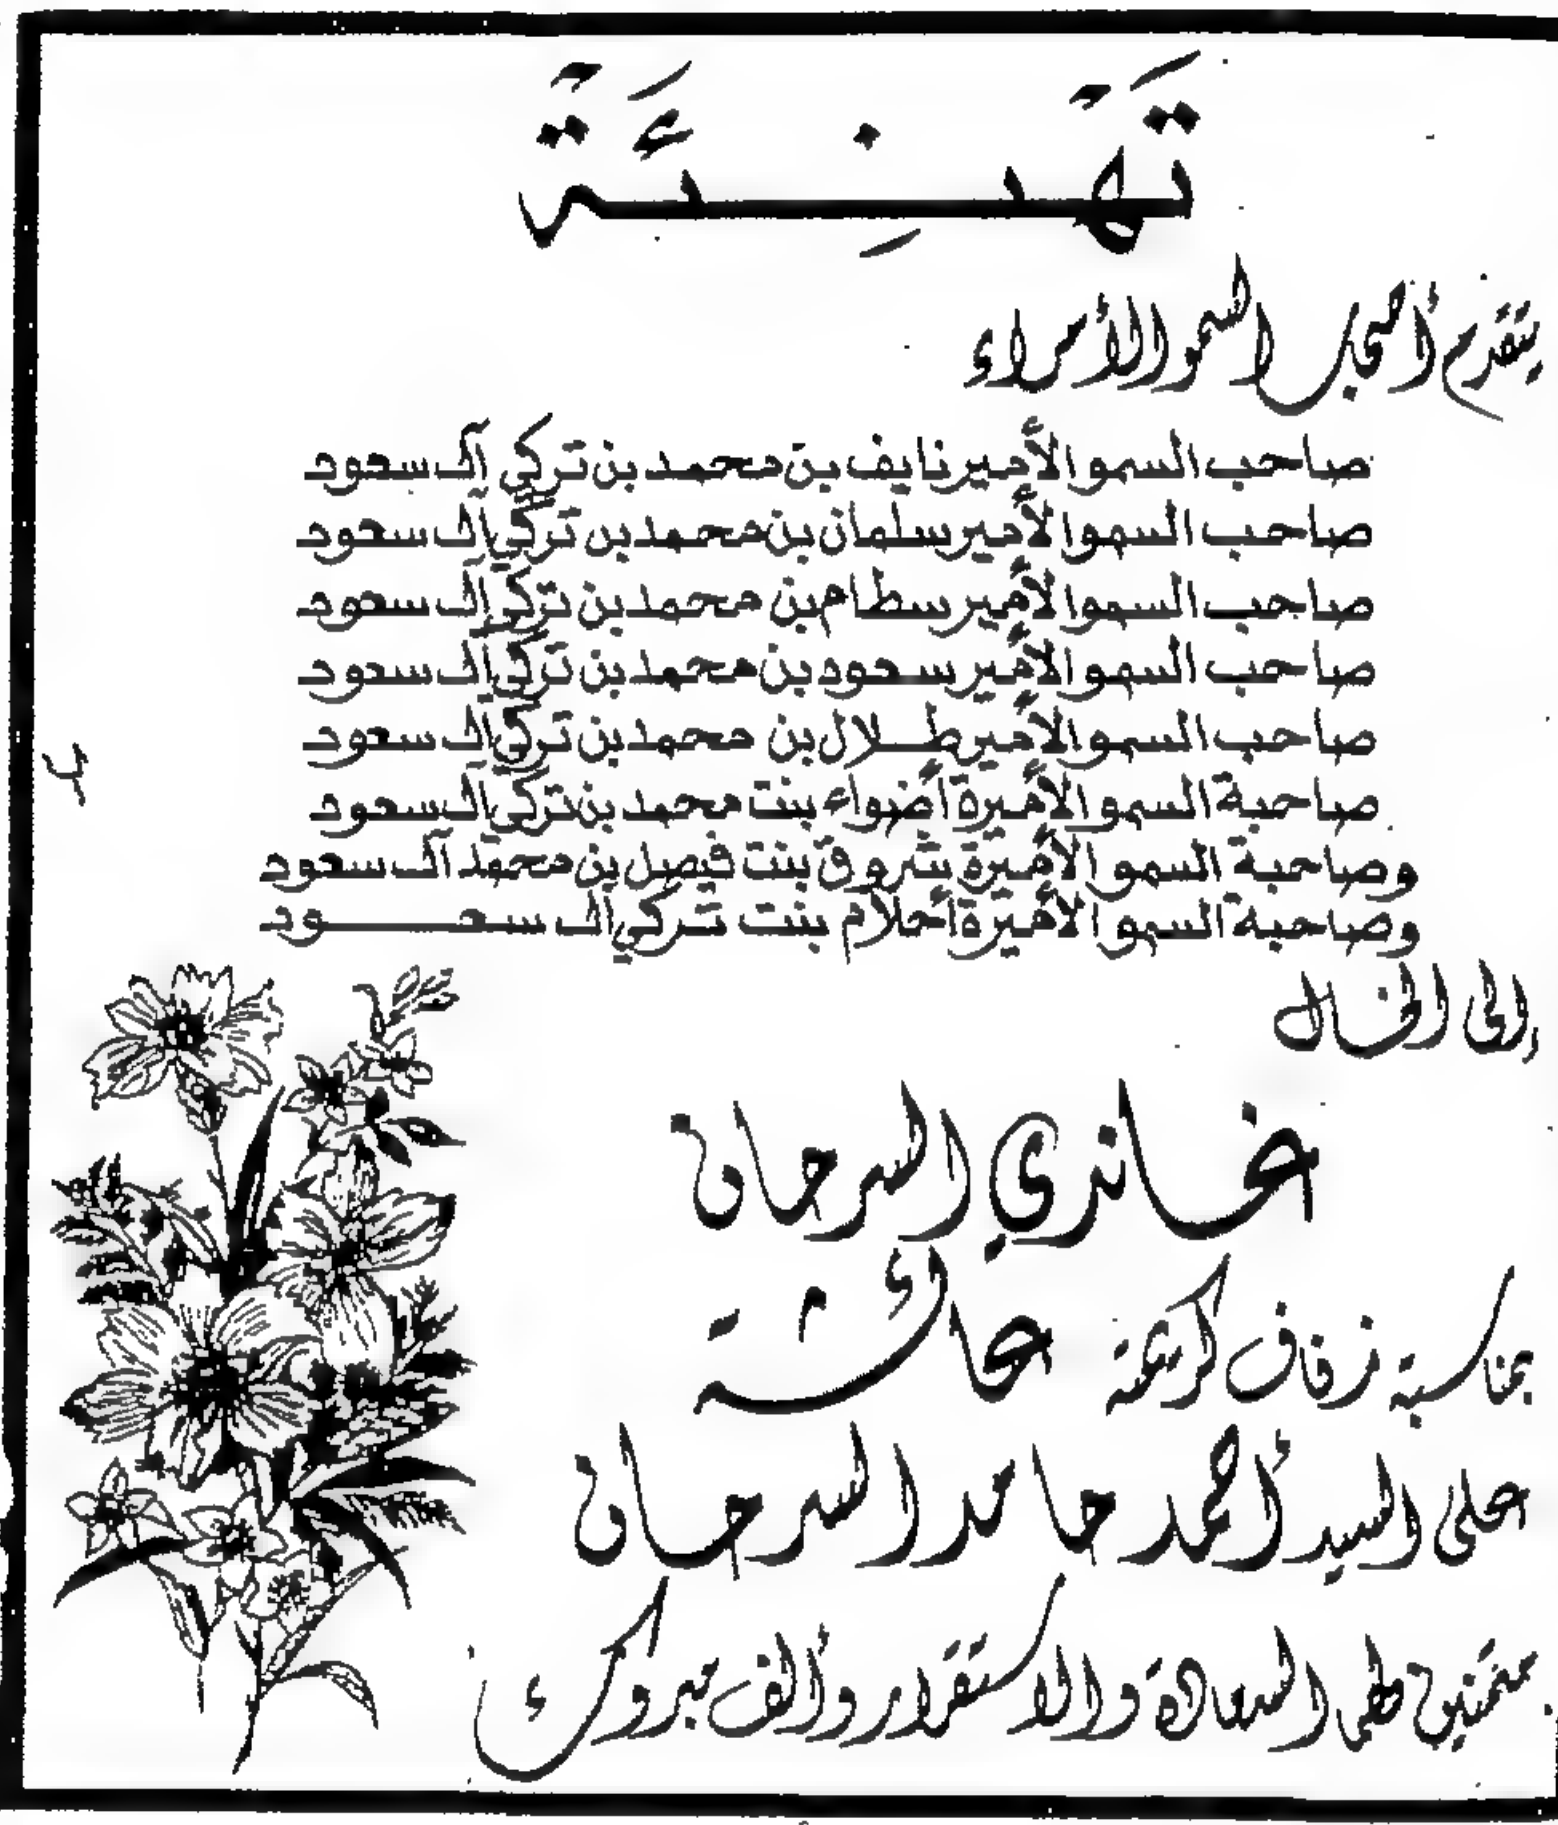 تَهْنِئَةً
يتقدم أصحاب السمو الأمراء
صاحب السمو الأمير نايف بن محمد بن تركي آل سعود
صاحب السمو الأمير سلمان بن محمد بن تركي آل سعود
صاحب السمو الأمير سطام بن محمد بن تركي آل سعود
صاحب السمو الأمير سعود بن محمد بن تركي آل سعود
صاحب السمو الأمير طلال بن محمد بن تركي آل سعود
صاحبة السمو الأميرة أضواء بنت محمد بن تركي آل سعود
وصاحبة السمو الأميرة شروق بنت فيصل بن محمد آل سعود
وصاحبة السمو الأميرة أحلام بنت تركي آل سعود
إلى الخال
غاندي السرحان
بمناسبة زفاف كريمته عائشة
على السيد أحمد حامد السرحان
متمنين لهما السعادة والاستقرار وألف مبروك